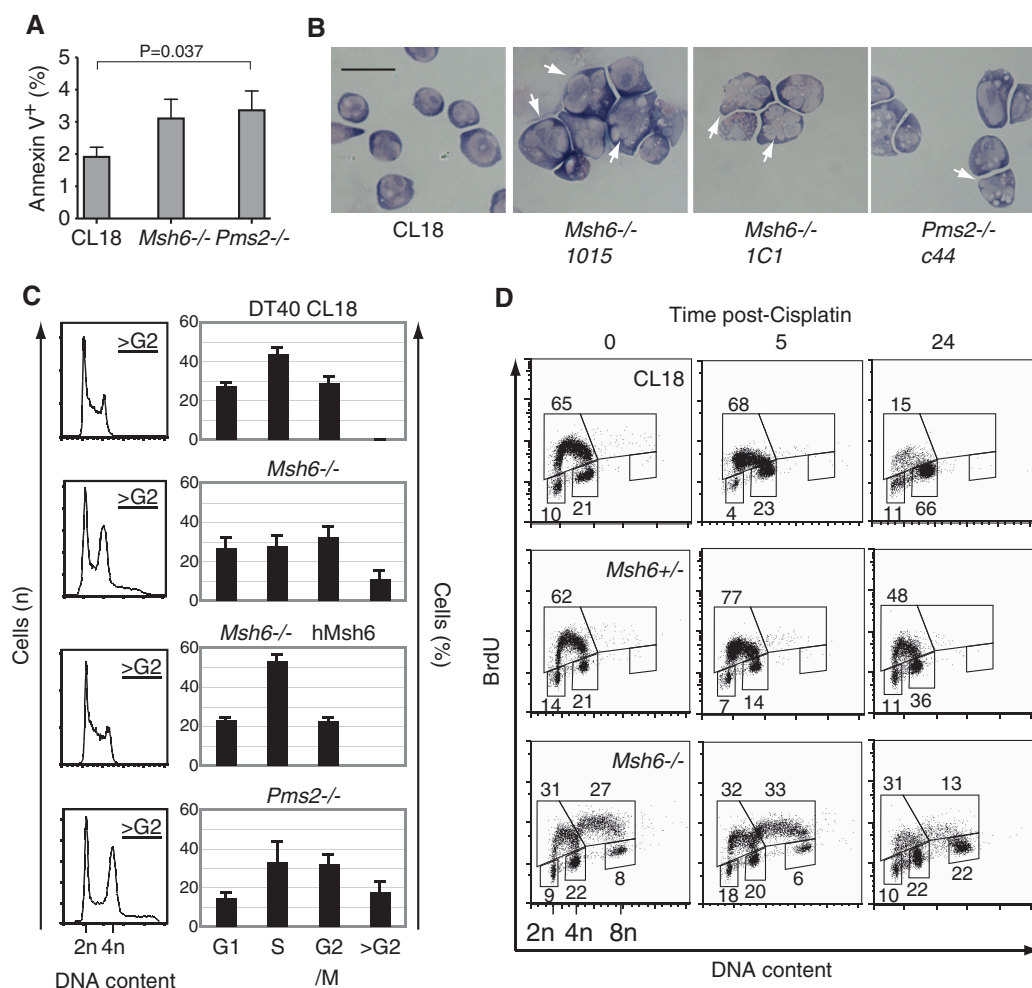 A
P=0.037
Annexin V+ (%)
5
4
3
2
1
0
CL18 Msh6-/- Pms2-/-
B
CL18
Msh6-/-
1015
Msh6-/-
1C1
Pms2-/-
c44
C
DT40 CL18
>G2
60
40
20
0
Msh6-/-
>G2
60
40
20
0
Msh6-/- hMsh6
>G2
60
40
20
0
Pms2-/-
>G2
60
40
20
0
Cells (n)
Cells (%)
2n 4n
DNA content
G1 S G2 >G2
/M
D
Time post-Cisplatin
0 5 24
CL18
65
10 21
68
4 23
15
11 66
Msh6+/-
62
14 21
77
7 14
48
11 36
Msh6-/-
31 27
9 22 8
32 33
18 20 6
31 13
10 22 22
BrdU
2n 4n 8n
DNA content